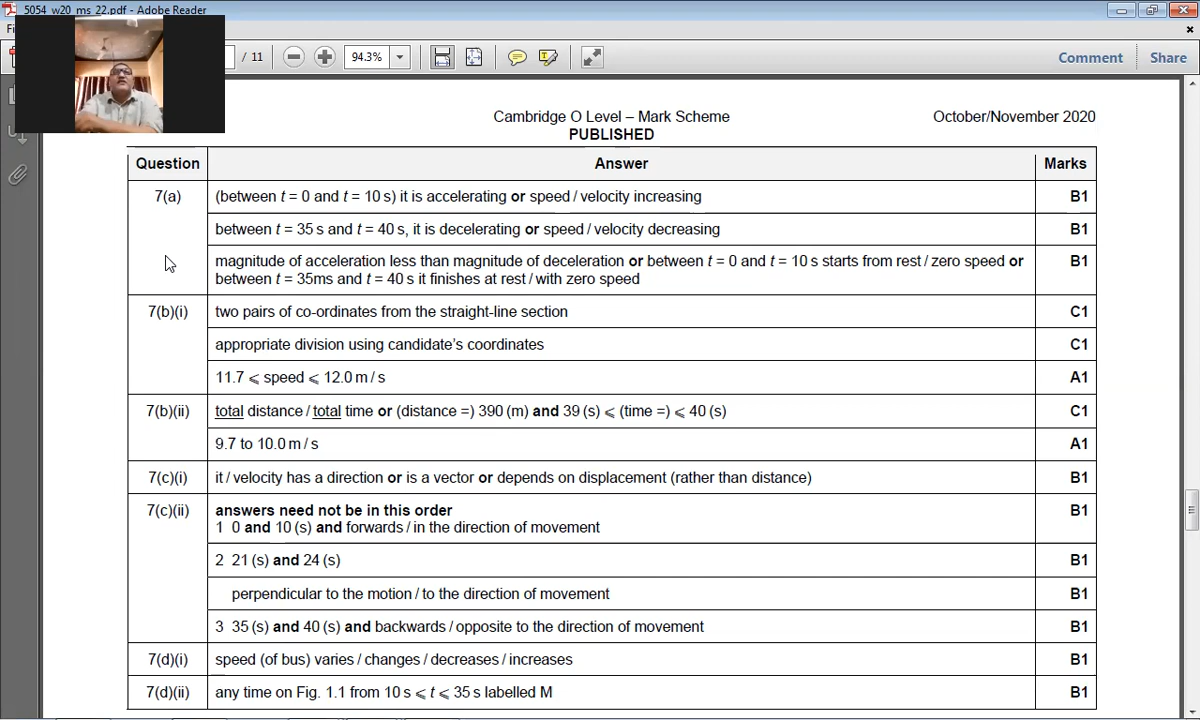 5054_w20_ms_22.pdf - Adobe Reader
/ 11
94.3%
Comment
Share
Cambridge O Level – Mark Scheme
October/November 2020
PUBLISHED
Question Answer Marks
7(a) (between t = 0 and t = 10 s) it is accelerating or speed / velocity increasing B1
between t = 35 s and t = 40 s, it is decelerating or speed / velocity decreasing B1
magnitude of acceleration less than magnitude of deceleration or between t = 0 and t = 10 s starts from rest / zero speed or B1
between t = 35ms and t = 40 s it finishes at rest / with zero speed
7(b)(i) two pairs of co-ordinates from the straight-line section C1
appropriate division using candidate’s coordinates C1
11.7 ⩽ speed ⩽ 12.0 m / s A1
7(b)(ii) total distance / total time or (distance =) 390 (m) and 39 (s) ⩽ (time =) ⩽ 40 (s) C1
9.7 to 10.0 m / s A1
7(c)(i) it / velocity has a direction or is a vector or depends on displacement (rather than distance) B1
7(c)(ii) answers need not be in this order B1
1 0 and 10 (s) and forwards / in the direction of movement
2 21 (s) and 24 (s) B1
perpendicular to the motion / to the direction of movement B1
3 35 (s) and 40 (s) and backwards / opposite to the direction of movement B1
7(d)(i) speed (of bus) varies / changes / decreases / increases B1
7(d)(ii) any time on Fig. 1.1 from 10 s ⩽ t ⩽ 35 s labelled M B1